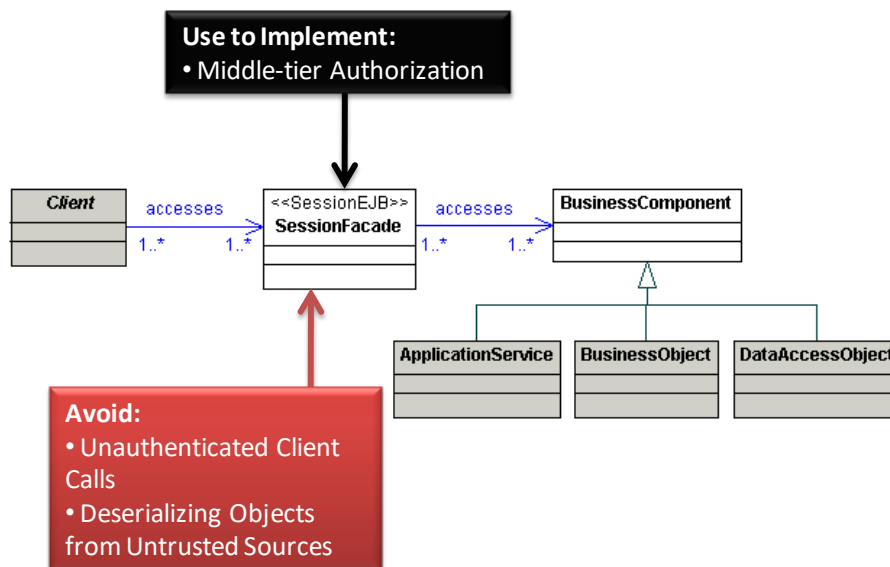 Use to Implement:
• Middle-tier Authorization
Client
accesses
1..*
1..*
<<SessionEJB>>
SessionFacade
accesses
1..*
1..*
BusinessComponent
ApplicationService
BusinessObject
DataAccessObject
Avoid:
• Unauthenticated Client
Calls
• Deserializing Objects
from Untrusted Sources